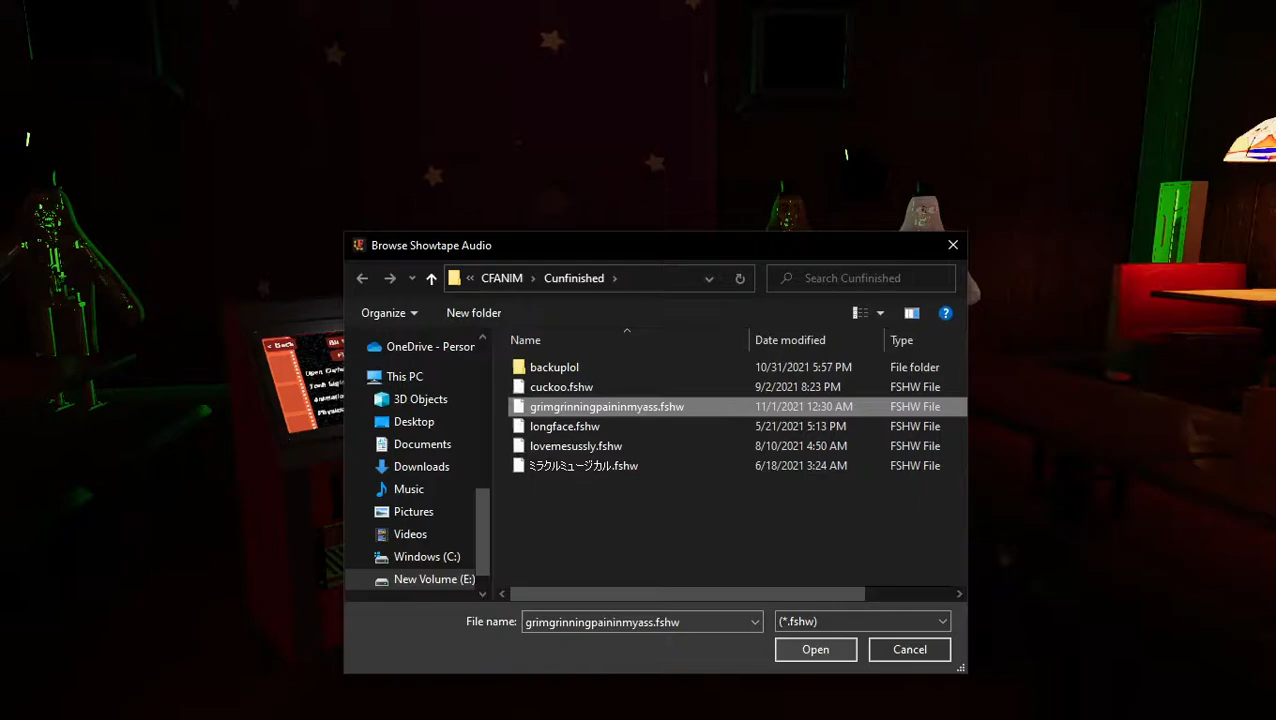 Browse Showtape Audio
« CFANIM > Cunfinished >
Search Cunfinished
Organize
New folder
Name
Date modified
Type
OneDrive - Person
This PC
3D Objects
Desktop
Documents
Downloads
Music
Pictures
Videos
Windows (C:)
New Volume (E:)
backuplol 10/31/2021 5:57 PM File folder
cuckoo.fshw 9/2/2021 8:23 PM FSHW File
grimgrinningpaininmyass.fshw 11/1/2021 12:30 AM FSHW File
longface.fshw 5/21/2021 5:13 PM FSHW File
lovemesussly.fshw 8/10/2021 4:50 AM FSHW File
ミラクルミュージカル.fshw 6/18/2021 3:24 AM FSHW File
< Back
File name: grimgrinningpaininmyass.fshw
(*.fshw)
Open
Cancel